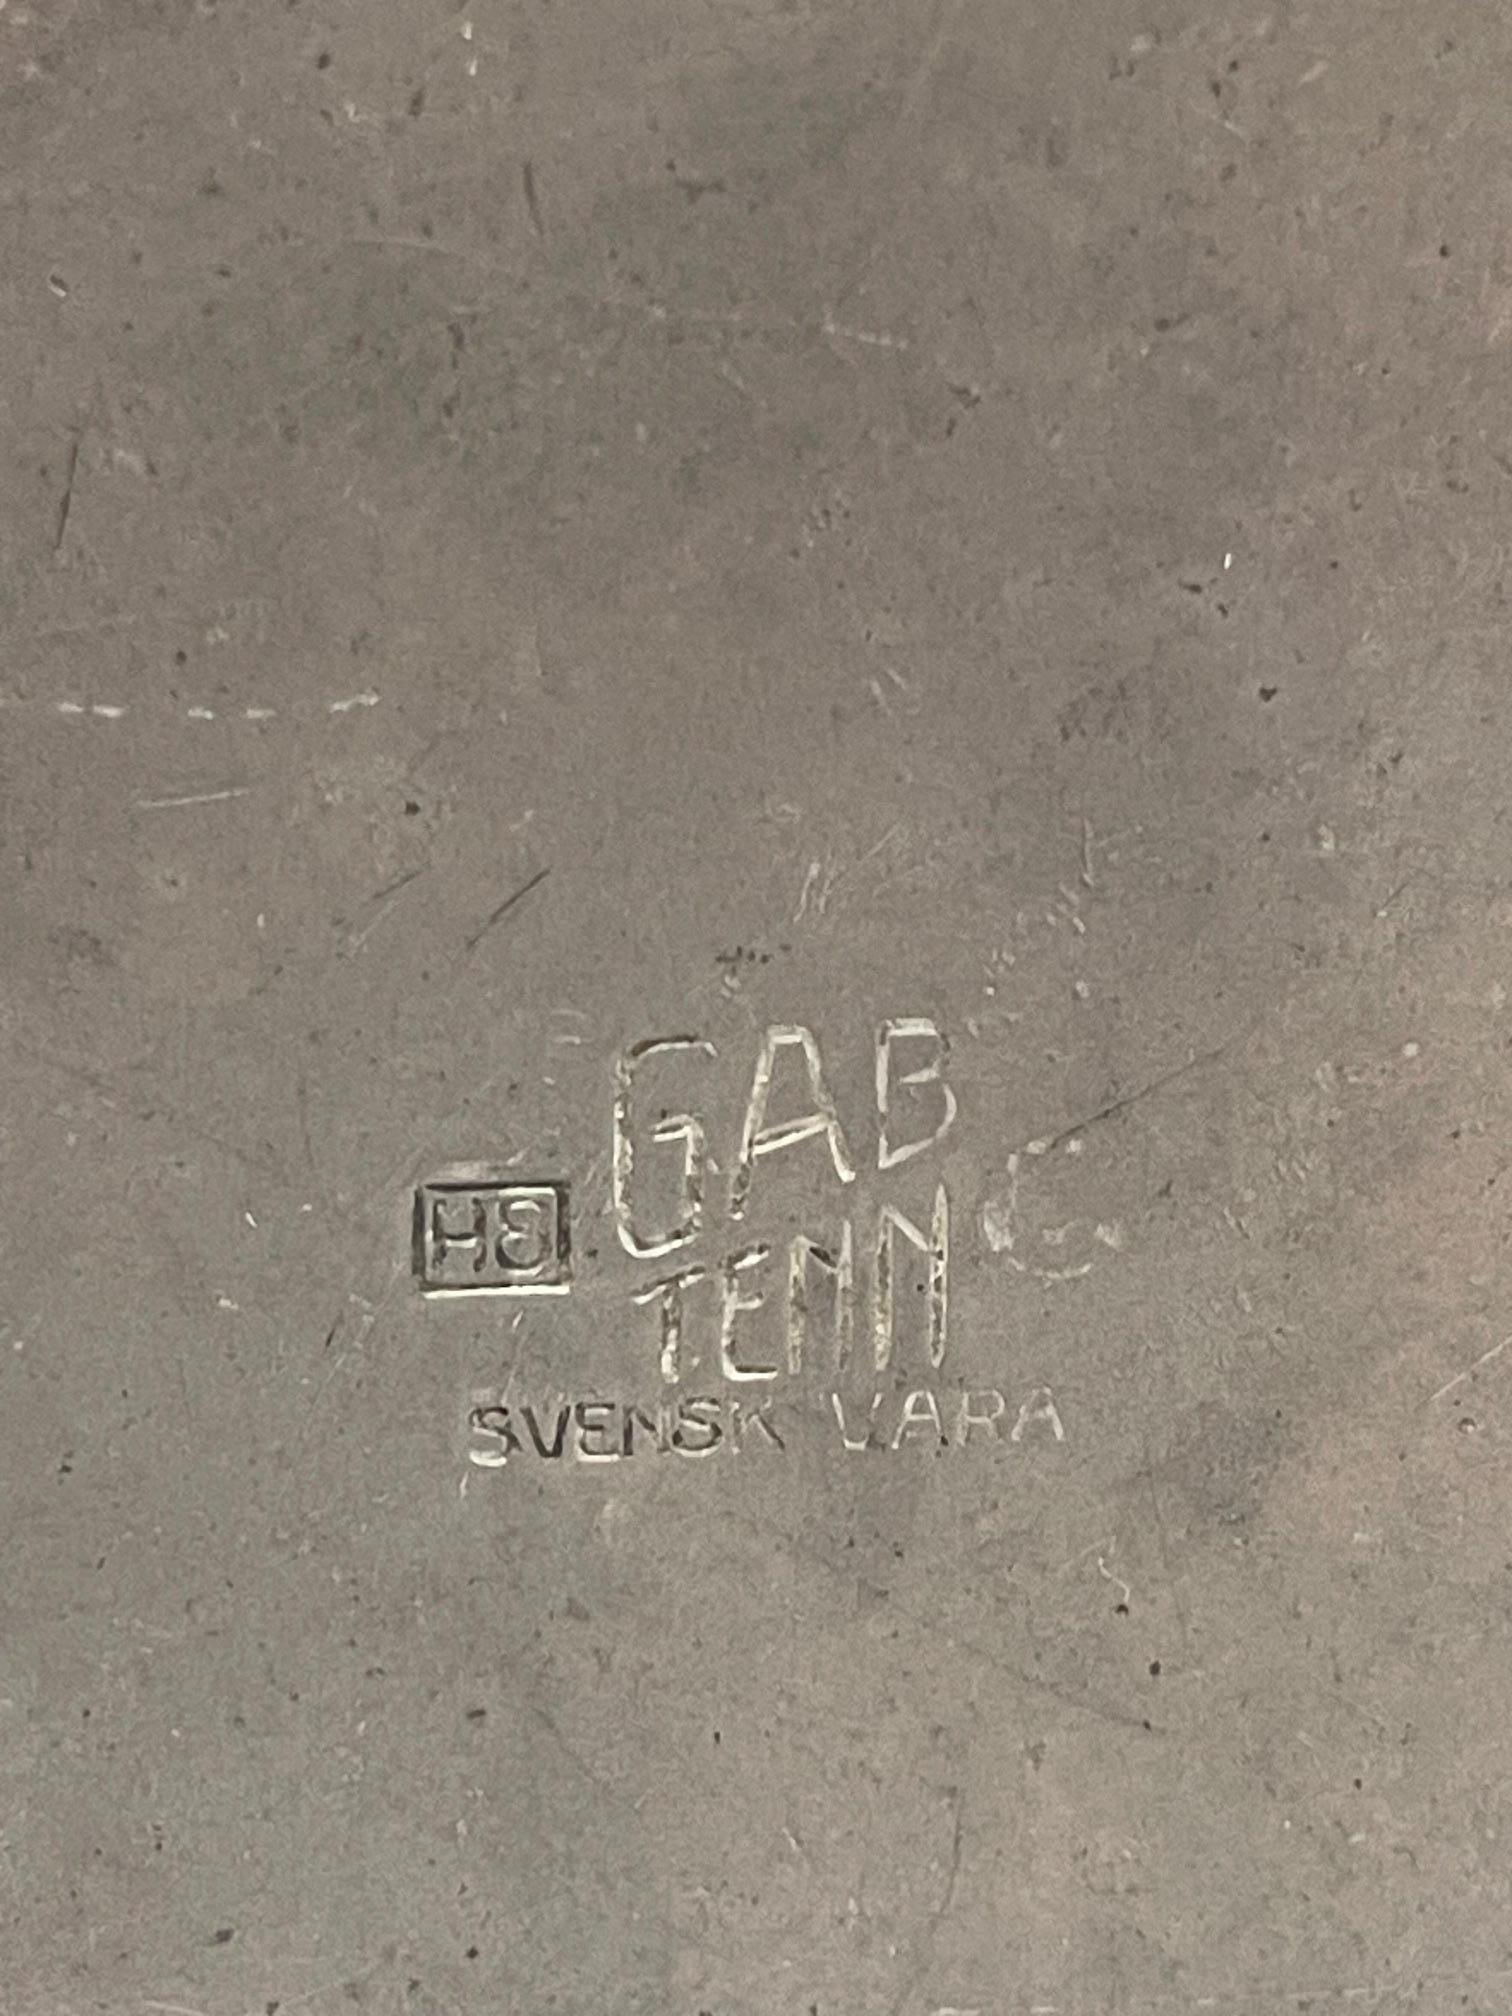 GAB
H8
TENN
SVENSK VARA